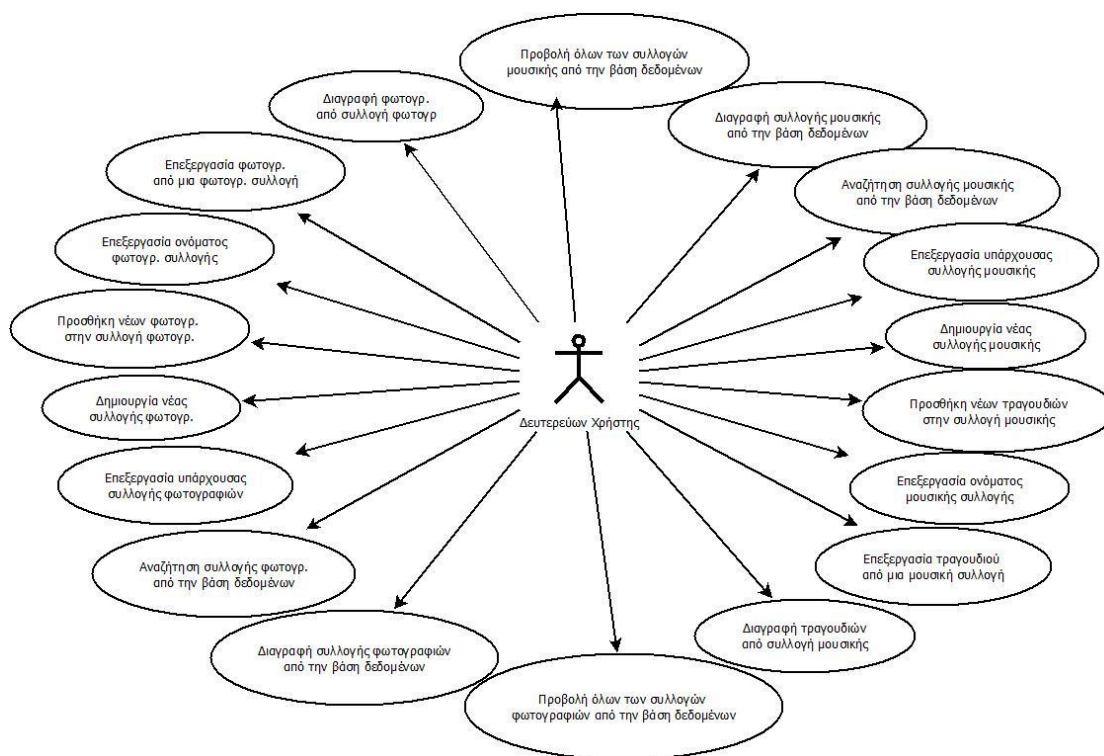 Προβολή όλων των συλλογών
μουσικής από την βάση δεδομένων
Διαγραφή φωτογρ.
από συλλογή φωτογρ
Διαγραφή συλλογής μουσικής
από την βάση δεδομένων
Επεξεργασία φωτογρ.
από μια φωτογρ. συλλογή
Αναζήτηση συλλογής μουσικής
από την βάση δεδομένων
Επεξεργασία ονόματος
φωτογρ. συλλογής
Επεξεργασία υπάρχουσας
συλλογής μουσικής
Προσθήκη νέων φωτογρ.
στην συλλογή φωτογρ.
Δημιουργία νέας
συλλογής μουσικής
Δημιουργία νέας
συλλογής φωτογρ.
Προσθήκη νέων τραγουδιών
στην συλλογή μουσικής
Δευτερεύων Χρήστης
Επεξεργασία υπάρχουσας
συλλογής φωτογραφιών
Επεξεργασία ονόματος
μουσικής συλλογής
Αναζήτηση συλλογής φωτογρ.
από την βάση δεδομένων
Επεξεργασία τραγουδιού
από μια μουσική συλλογή
Διαγραφή συλλογής φωτογραφιών
από την βάση δεδομένων
Διαγραφή τραγουδιών
από συλλογή μουσικής
Προβολή όλων των συλλογών
φωτογραφιών από την βάση δεδομένων